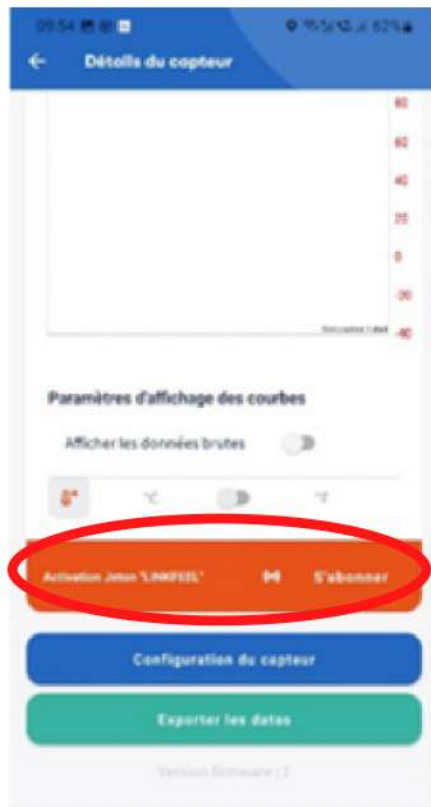 09:54 62%
← Détails du capteur
80
60
40
20
0
-20
-40
Paramètres d'affichage des courbes
Afficher les données brutes
°C °F
Activation Jeton "LINKFEEL" S'abonner
Configuration du capteur
Exporter les datas
Version firmware : 2